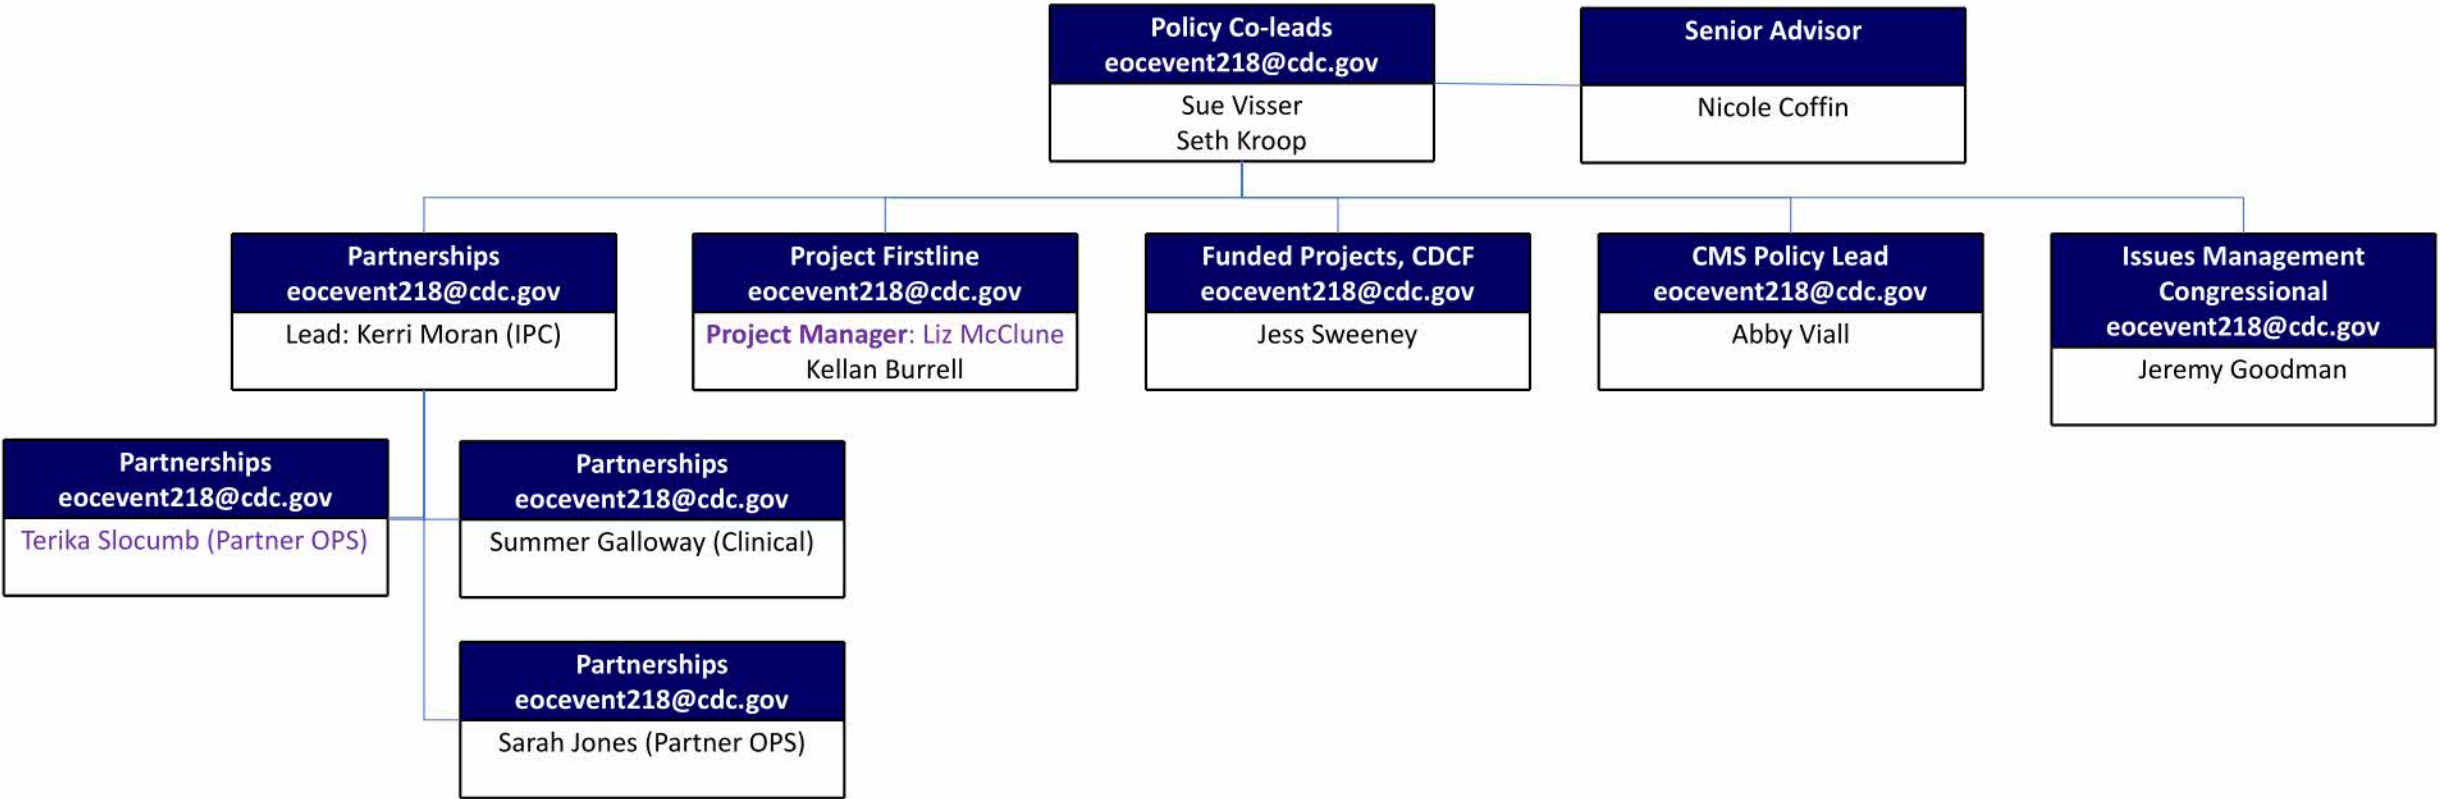 Policy Co-leads
eocevent218@cdc.gov
Sue Visser
Seth Kroop
Senior Advisor
Nicole Coffin
Partnerships
eocevent218@cdc.gov
Lead: Kerri Moran (IPC)
Project Firstline
eocevent218@cdc.gov
Project Manager: Liz McClune
Kellan Burrell
Funded Projects, CDCF
eocevent218@cdc.gov
Jess Sweeney
CMS Policy Lead
eocevent218@cdc.gov
Abby Viall
Issues Management
Congressional
eocevent218@cdc.gov
Jeremy Goodman
Partnerships
eocevent218@cdc.gov
Terika Slocumb (Partner OPS)
Partnerships
eocevent218@cdc.gov
Summer Galloway (Clinical)
Partnerships
eocevent218@cdc.gov
Sarah Jones (Partner OPS)